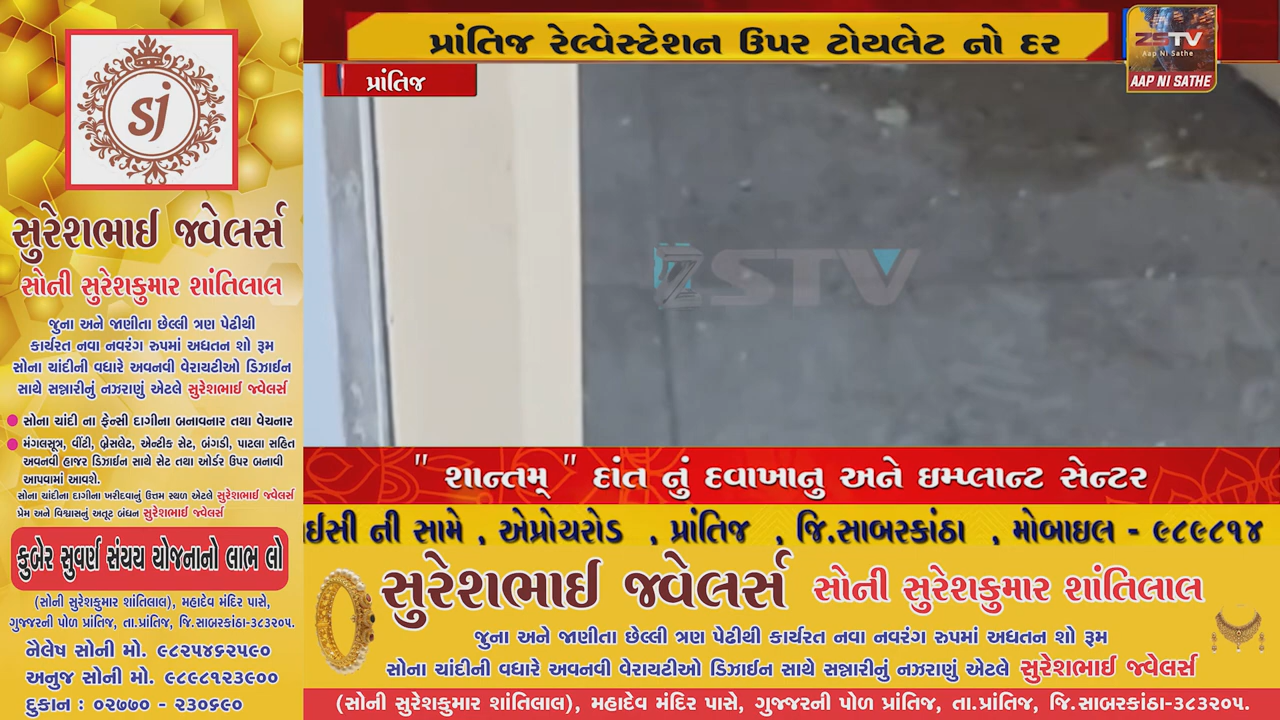 sj
સુરેશભાઈ જ્વેલર્સ
સોની સુરેશકુમાર શાંતિલાલ
જુના અને જાણીતા છેલ્લી ત્રણ પેઢીથી
કાર્યરત નવા નવરંગ રુપમાં અધતન શો રૂમ
સોના ચાંદીની વધારે અવનવી વેરાયટીઓ ડિઝાઈન
સાથે સન્નારીનું નઝરાણું એટલે સુરેશભાઈ જ્વેલર્સ
સોના ચાંદી ના ફેન્સી દાગીના બનાવનાર તથા વેચનાર
મંગલસૂત્ર, વીંટી, બ્રેસલેટ, એન્ટીક સેટ, બંગડી, પાટલા સહિત
અવનવી હાજર ડિઝાઈન સાથે સેટ તથા ઓર્ડર ઉપર બનાવી
આપવામાં આવશે.
સોના ચાંદીના દાગીના ખરીદવાનું ઉત્તમ સ્થળ એટલે સુરેશભાઈ જ્વેલર્સ
પ્રેમ અને વિશ્વાસનું અતૂટ બંધન સુરેશભાઈ જ્વેલર્સ
કુબેર સુવર્ણ સંચય યોજનાનો લાભ લો
(સોની સુરેશકુમાર શાંતિલાલ), મહાદેવ મંદિર પાસે,
ગુજ્જરની પોળ પ્રાંતિજ, તા.પ્રાંતિજ, જિ.સાબરકાંઠા-૩૮૩૨૦૫.
નૈલેષ સોની મો. ૯૮૨૫૪૬૨૫૯૦
અનુજ સોની મો. ૯૮૯૮૧૨૩૯૦૦
દુકાન : ૦૨૭૭૦ - ૨૩૦૬૯૦
પ્રાંતિજ રેલ્વેસ્ટેશન ઉપર ટોયલેટ નો દર
ZSTV
Aap Ni Sathe
AAP NI SATHE
પ્રાંતિજ
ZSTV
" શાન્તમ્ " દાંત નું દવાખાનુ અને ઇમ્પ્લાન્ટ સેન્ટર
ઈસી ની સામે , એપ્રોચરોડ , પ્રાંતિજ , જિ.સાબરકાંઠા , મોબાઇલ - ૯૮૯૮૧૪
સુરેશભાઈ જ્વેલર્સ સોની સુરેશકુમાર શાંતિલાલ
જુના અને જાણીતા છેલ્લી ત્રણ પેઢીથી કાર્યરત નવા નવરંગ રુપમાં અધતન શો રૂમ
સોના ચાંદીની વધારે અવનવી વેરાયટીઓ ડિઝાઈન સાથે સન્નારીનું નઝરાણું એટલે સુરેશભાઈ જ્વેલર્સ
(સોની સુરેશકુમાર શાંતિલાલ), મહાદેવ મંદિર પાસે, ગુજ્જરની પોળ પ્રાંતિજ, તા.પ્રાંતિજ, જિ.સાબરકાંઠા-૩૮૩૨૦૫.